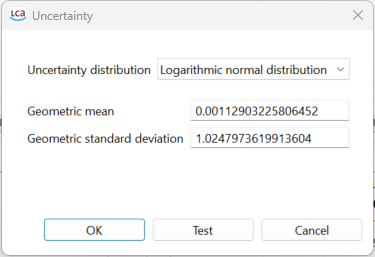 LCA
Uncertainty
Uncertainty distribution Logarithmic normal distribution
Geometric mean 0.00112903225806452
Geometric standard deviation 1.0247973619913604
OK Test Cancel